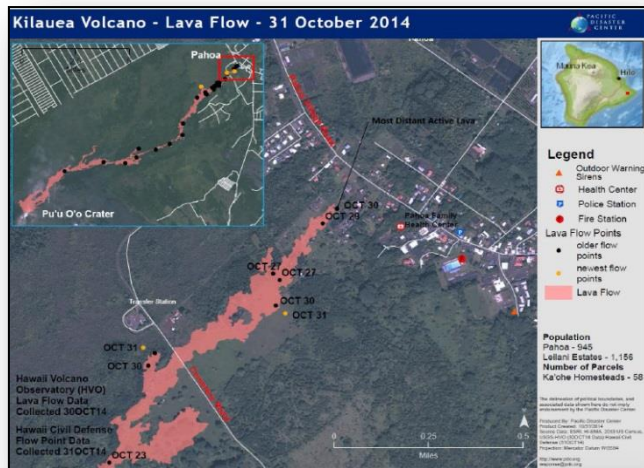 Kilauea Volcano - Lava Flow - 31 October 2014
PACIFIC
DISASTER
CENTER
Pahoa
Pu'u O'o Crater
Most Distant Active Lava
OCT 30
OCT 29
Pahoa Family
Health Center
OCT 27
OCT 27
OCT 30
OCT 31
Transfer Station
OCT 31
OCT 30
OCT 23
Hawaii Volcano
Observatory (HVO)
Lava Flow Data
Collected 30OCT14
Hawaii Civil Defense
Flow Point Data
Collected 31OCT14
0
0.25
0.5
Miles
Mauna Kea
Hilo
Legend
Outdoor Warning
Sirens
Health Center
Police Station
Fire Station
Lava Flow Points
older flow
points
newest flow
points
Lava Flow
Population
Pahoa - 945
Leilani Estates - 1,156
Number of Parcels
Ka'ohe Homesteads - 58
Produced By: Pacific Disaster Center